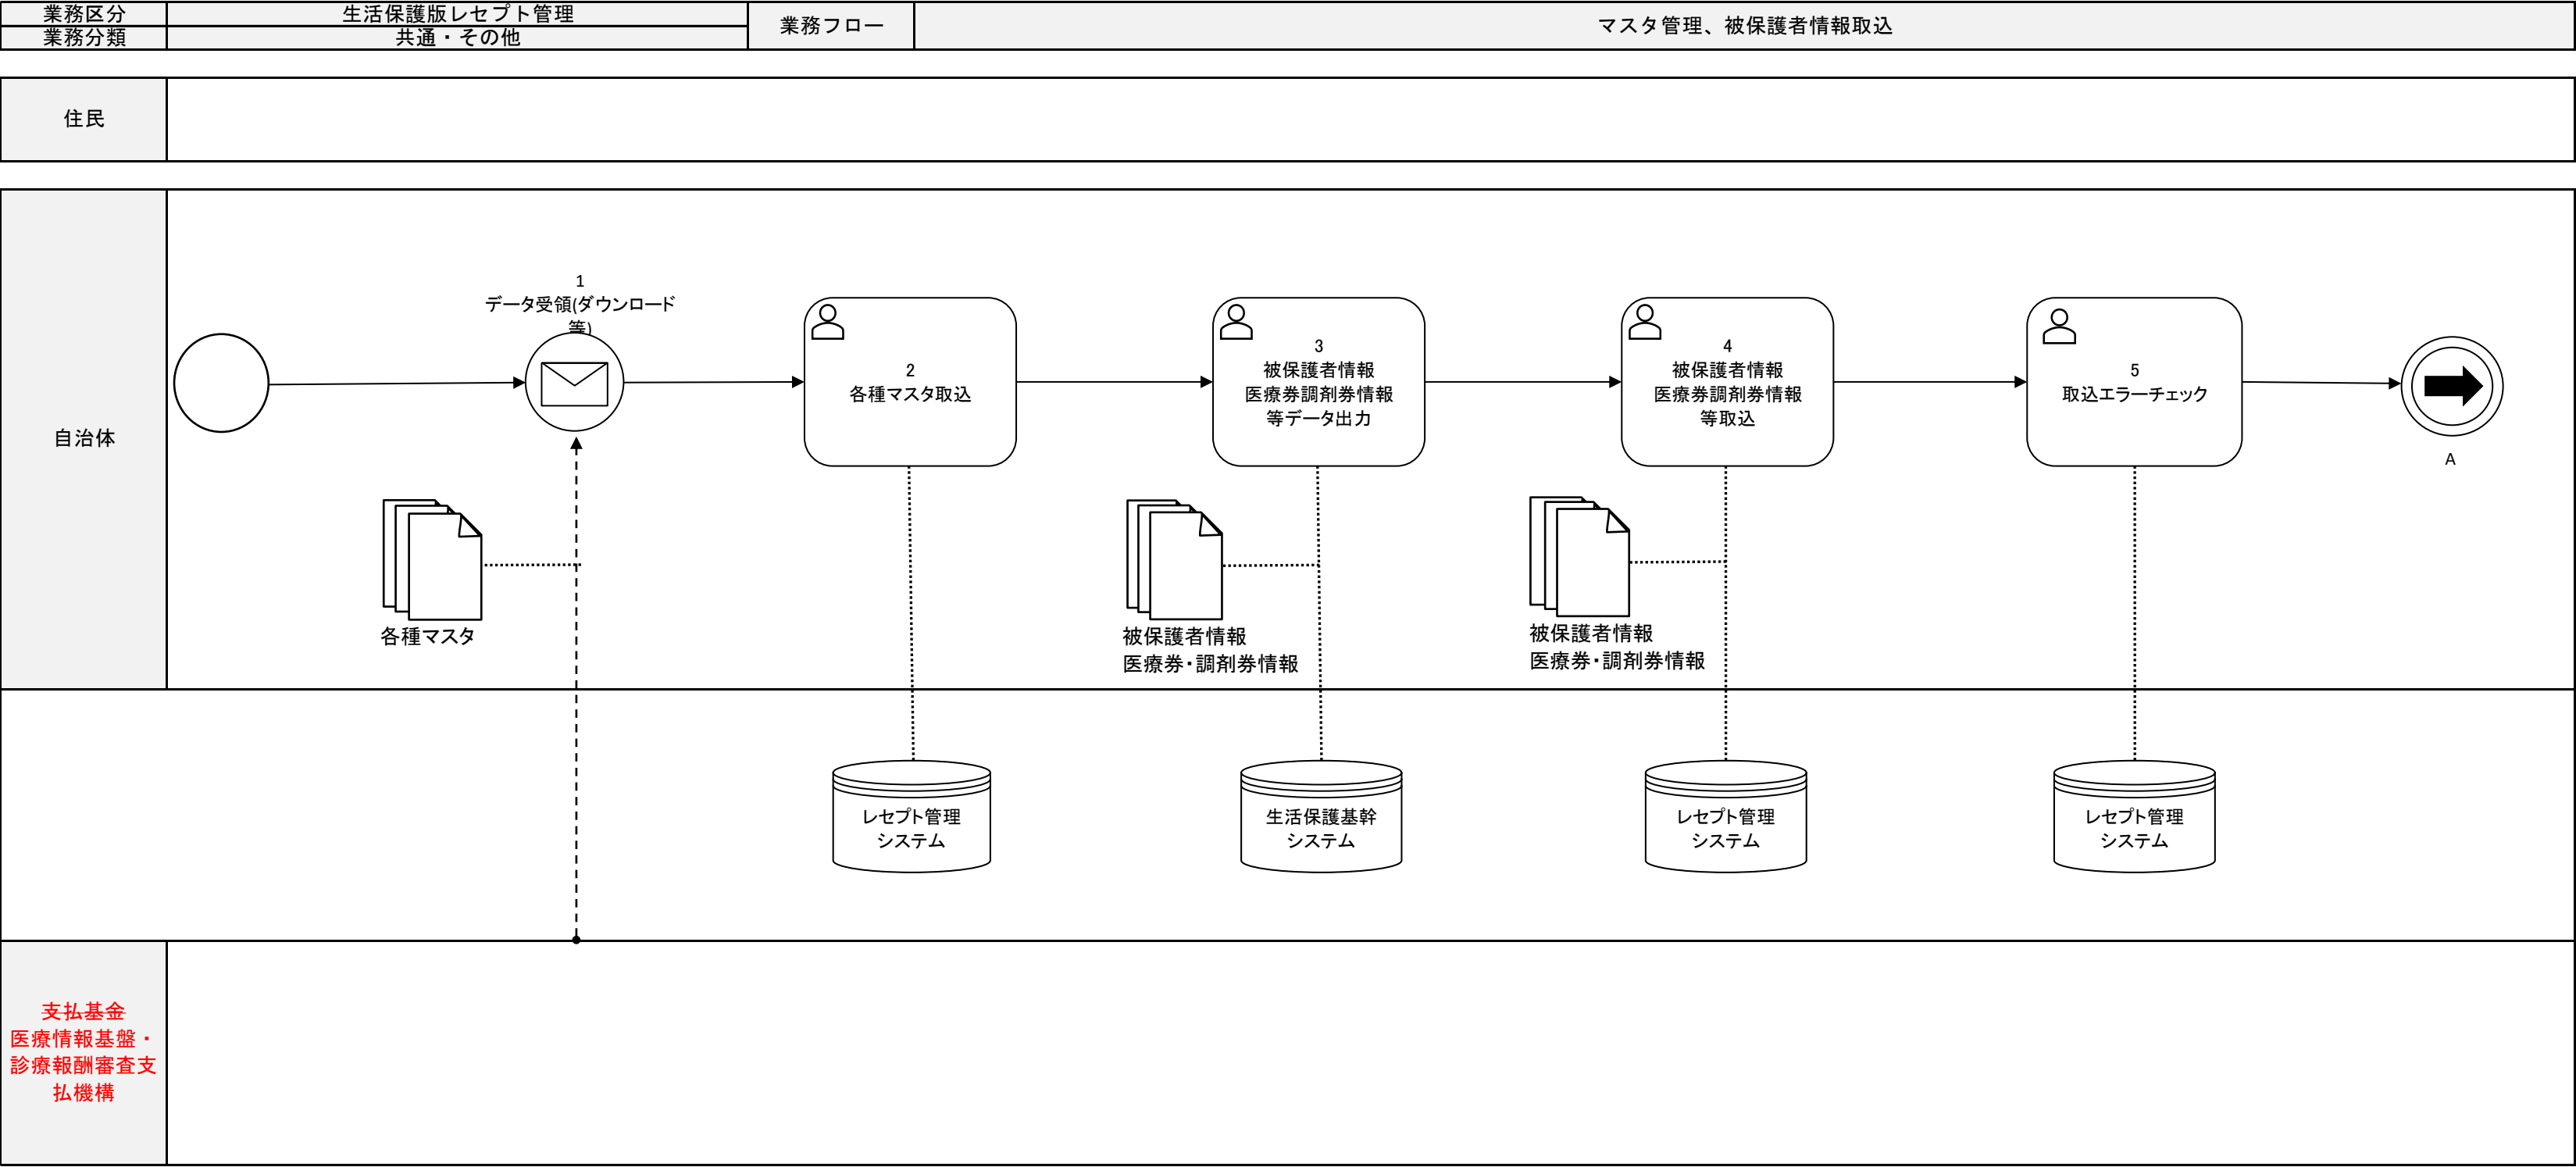 業務区分
生活保護版レセプト管理
業務フロー
マスタ管理、被保護者情報取込
業務分類
共通・その他
住民
自治体
1
データ受領(ダウンロード
等)
2
各種マスタ取込
3
被保護者情報
医療券調剤券情報
等データ出力
4
被保護者情報
医療券調剤券情報
等取込
5
取込エラーチェック
A
各種マスタ
被保護者情報
医療券・調剤券情報
被保護者情報
医療券・調剤券情報
レセプト管理
システム
生活保護基幹
システム
レセプト管理
システム
レセプト管理
システム
支払基金
医療情報基盤・
診療報酬審査支
払機構